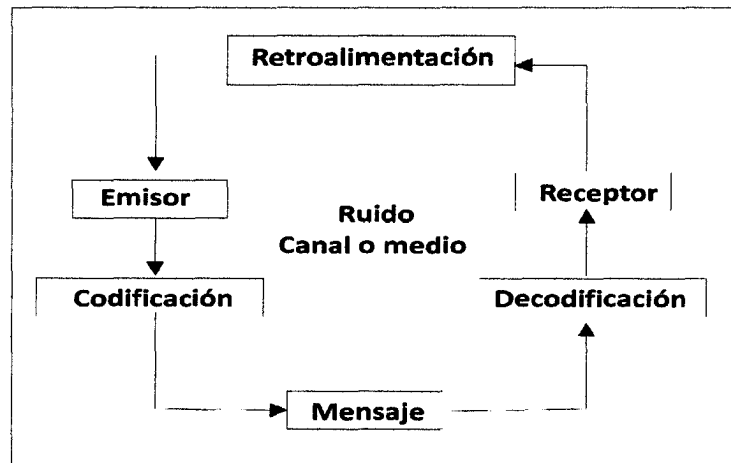 Retroalimentación
Emisor
Receptor
Ruido
Canal o medio
Codificación
Decodificación
Mensaje